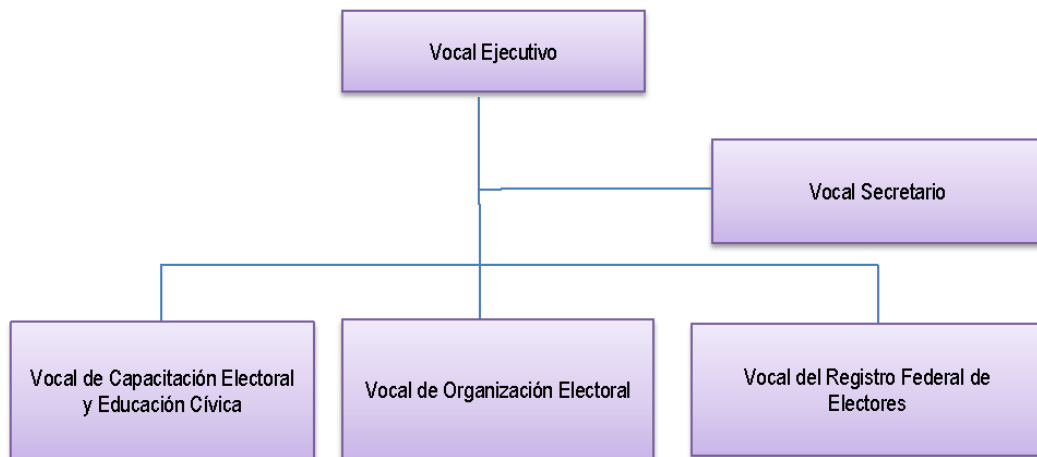 Vocal Ejecutivo
Vocal Secretario
Vocal de Capacitación Electoral
y Educación Cívica
Vocal de Organización Electoral
Vocal del Registro Federal de
Electores